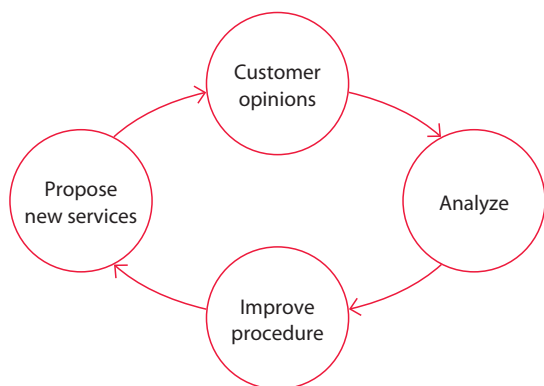 Customer
opinions
Analyze
Improve
procedure
Propose
new services